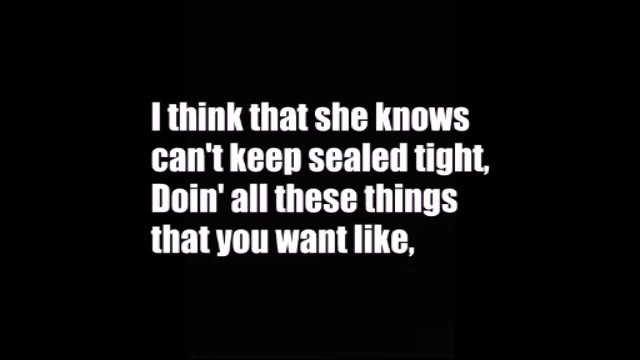 I think that she knows
can't keep sealed tight,
Doin' all these things
that you want like,